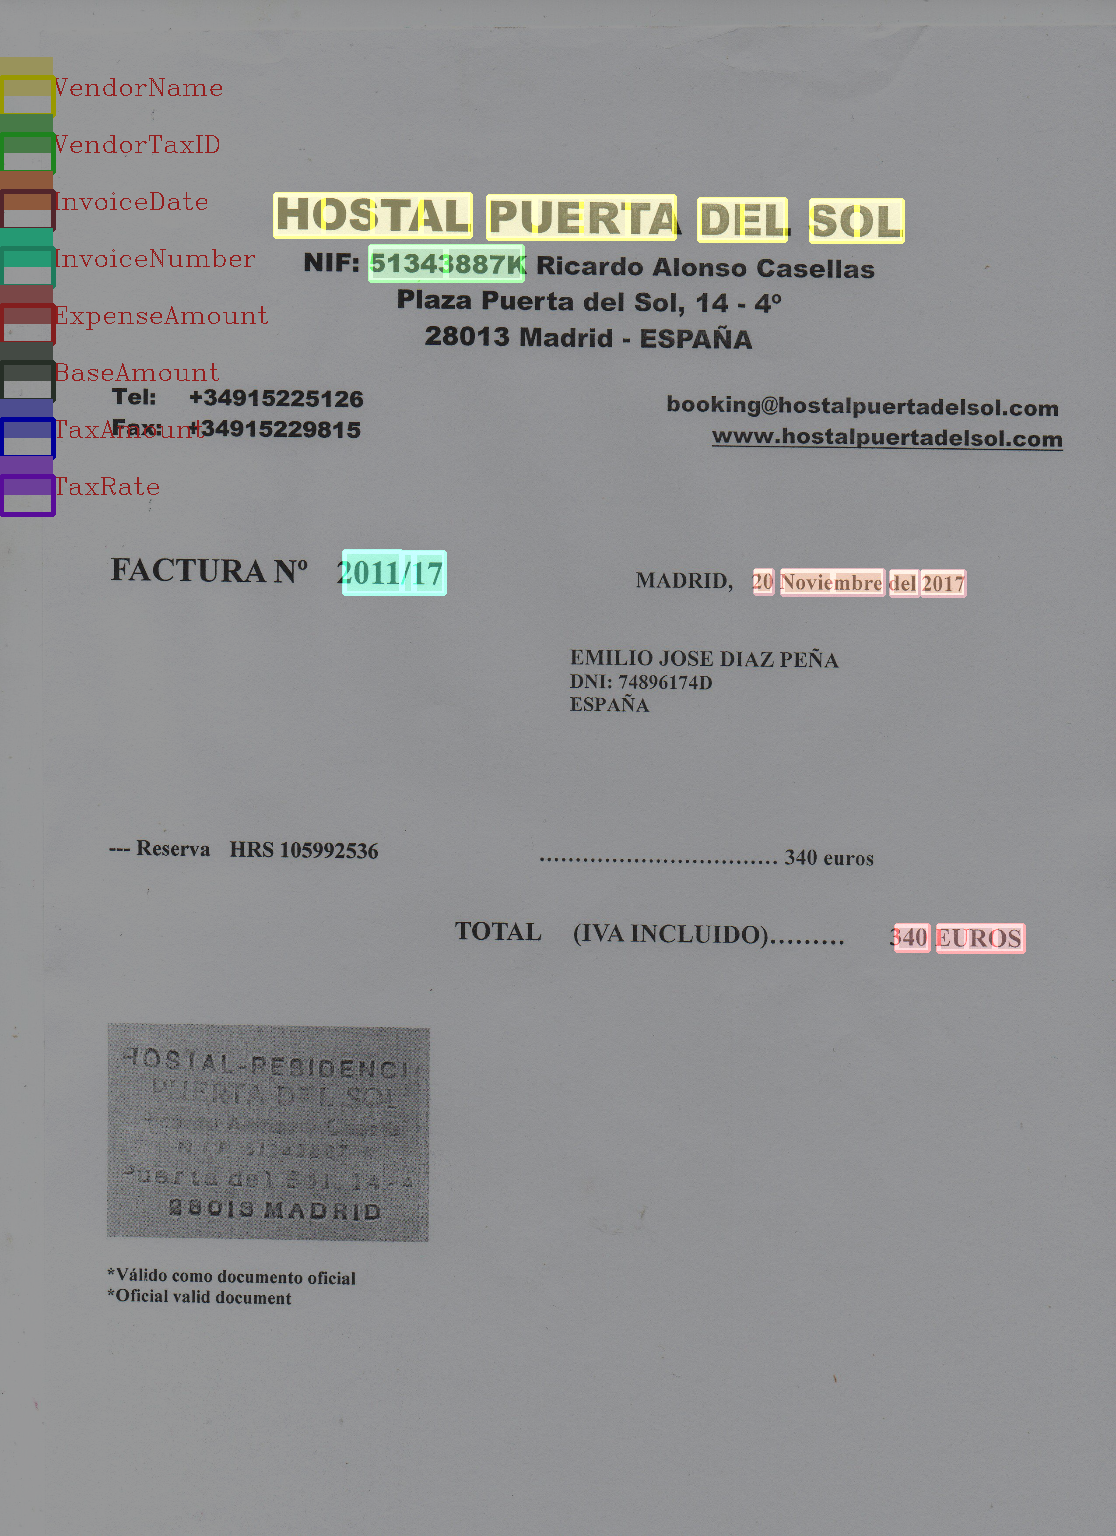 VendorName
VendorTaxID
InvoiceDate
InvoiceNumber
ExpenseAmount
BaseAmount
TaxAmount
TaxRate
HOSTAL PUERTA DEL SOL
NIF: 51343887K Ricardo Alonso Casellas
Plaza Puerta del Sol, 14 - 4º
28013 Madrid - ESPAÑA
Tel: +34915225126
Fax: +34915229815
booking@hostalpuertadelsol.com
www.hostalpuertadelsol.com
FACTURA Nº 2011/17
MADRID, 20 Noviembre del 2017
EMILIO JOSE DIAZ PEÑA
DNI: 74896174D
ESPAÑA
--- Reserva HRS 105992536 ................................. 340 euros
TOTAL (IVA INCLUIDO)......... 340 EUROS
HOSTAL-RESIDENCI
PUERTA DEL SOL
Puerta del Sol, 14-4
28013 MADRID
*Válido como documento oficial
*Oficial valid document